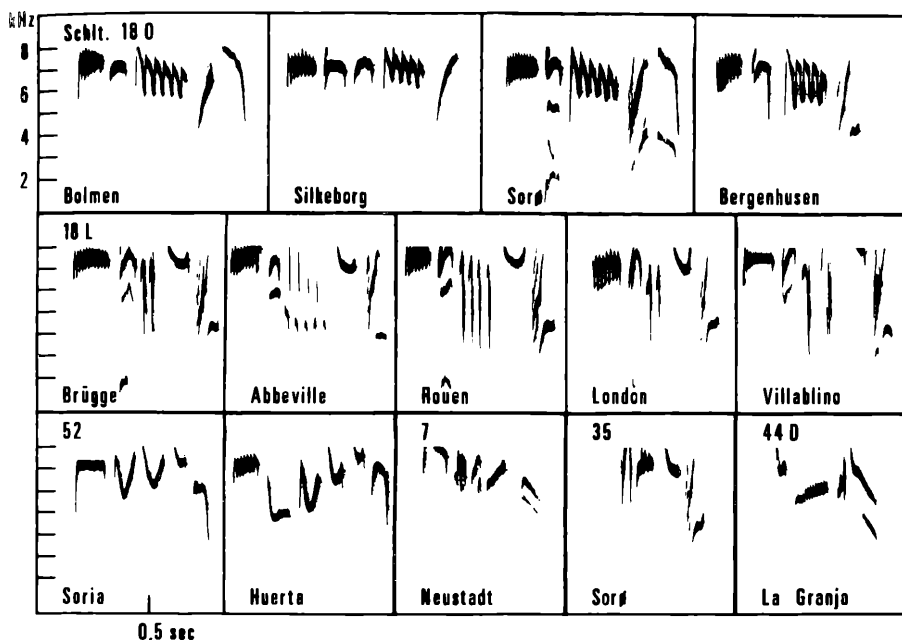 kHz
Schlt. 18 O
8
6
4
2
Bolmen
Silkeborg
Sorø
Bergenhusen
18 L
Brügge
Abbeville
Rouen
London
Villablino
52
7
35
44 O
Soria
Huerta
Neustadt
Sorø
La Granja
0,5 sec